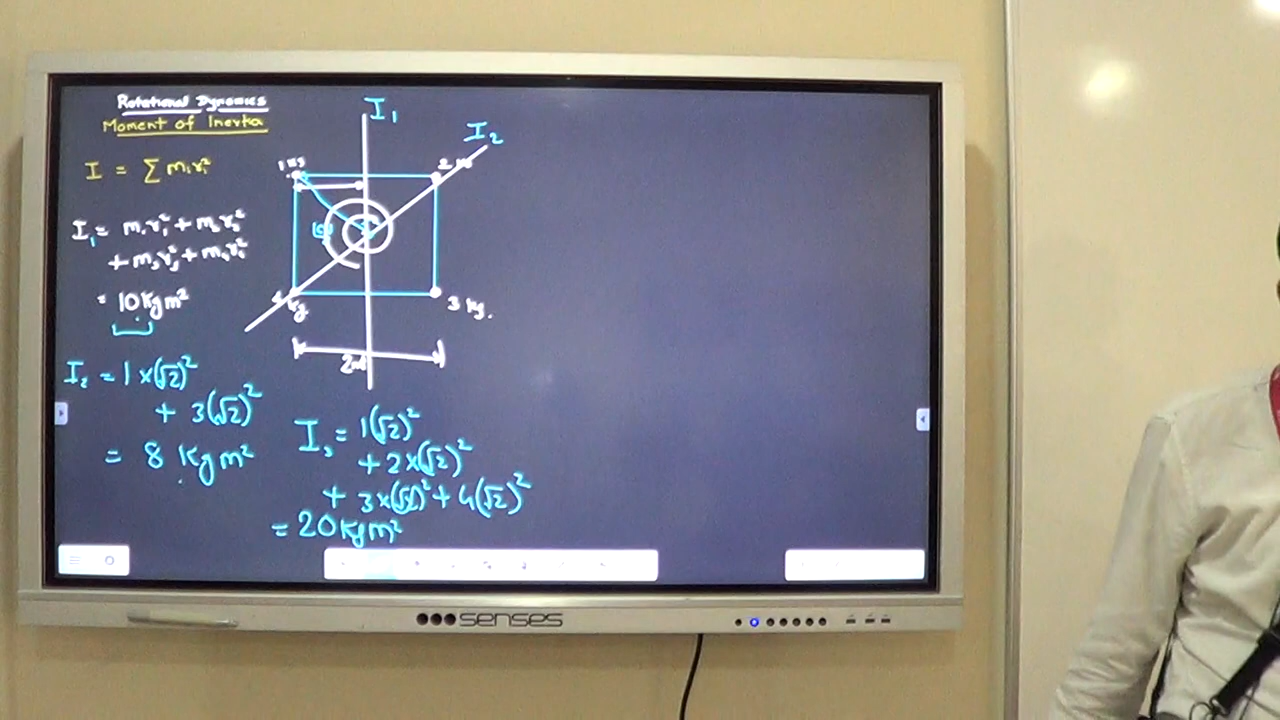 Rotational Dynamics
Moment of Inertia
I = Σ mᵢrᵢ²
I₁ = m₁r₁² + m₂r₂²
+ m₃r₃² + m₄r₄²
= 10 kg m²
I₂ = 1 × (√2)²
+ 3(√2)²
= 8 kg m²
I₁
I₂
1 kg
2 kg
4 kg
3 kg.
2m
I₃ = 1(√2)²
+ 2×(√2)²
+ 3×(√2)² + 4(√2)²
= 20 kg m²
senses